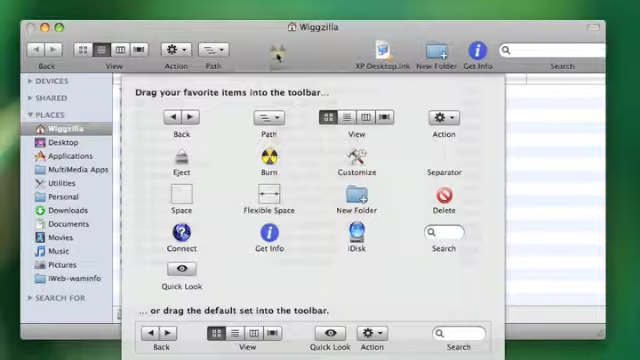 Wiggzilla
Back
View
Action
Path
XP Desktop.lnk
New Folder
Get Info
Search
DEVICES
SHARED
PLACES
Wiggzilla
Desktop
Applications
MultiMedia Apps
Utilities
Personal
Downloads
Documents
Movies
Music
Pictures
iWeb-waminfo
SEARCH FOR
Drag your favorite items into the toolbar...
Back
Path
View
Action
Eject
Burn
Customize
Separator
Space
Flexible Space
New Folder
Delete
Connect
Get Info
iDisk
Search
Quick Look
... or drag the default set into the toolbar.
Back
View
Quick Look
Action
Search